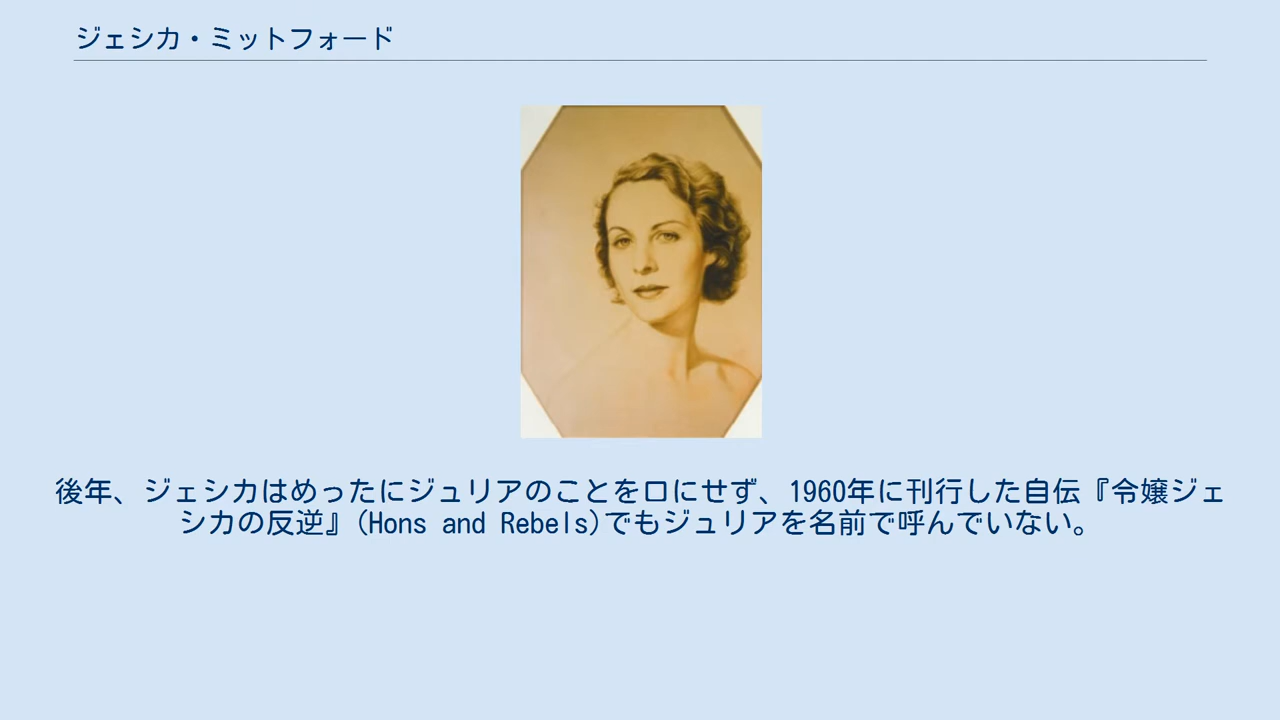 ジェシカ・ミットフォード
後年、ジェシカはめったにジュリアのことを口にせず、1960年に刊行した自伝『令嬢ジェ
シカの反逆』(Hons and Rebels)でもジュリアを名前で呼んでいない。